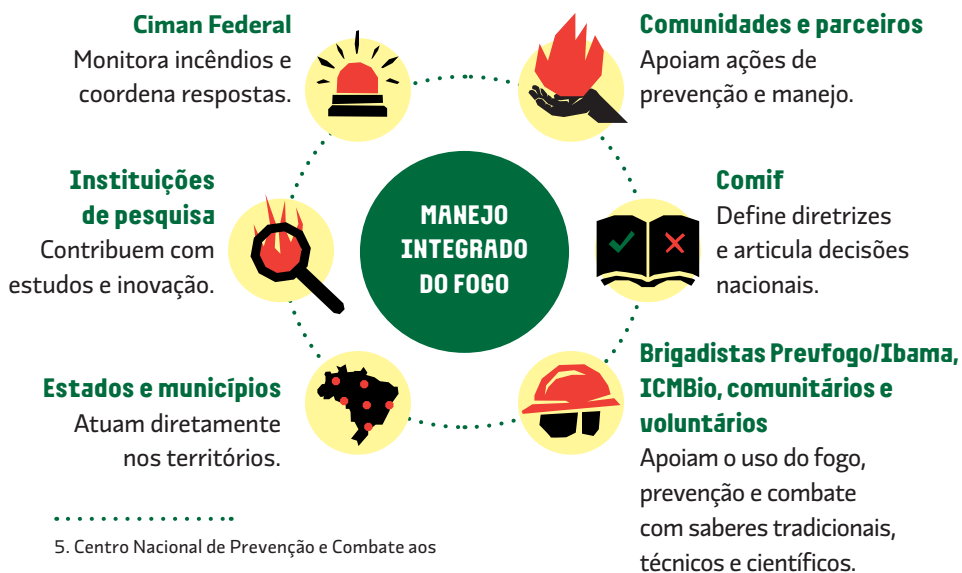 Ciman Federal
Monitora incêndios e
coordena respostas.
Comunidades e parceiros
Apoiam ações de
prevenção e manejo.
Instituições
de pesquisa
Contribuem com
estudos e inovação.
MANEJO
INTEGRADO
DO FOGO
Comif
Define diretrizes
e articula decisões
nacionais.
Estados e municípios
Atuam diretamente
nos territórios.
Brigadistas Prevfogo/Ibama,
ICMBio, comunitários e
voluntários
Apoiam o uso do fogo,
prevenção e combate
com saberes tradicionais,
técnicos e científicos.
5. Centro Nacional de Prevenção e Combate aos